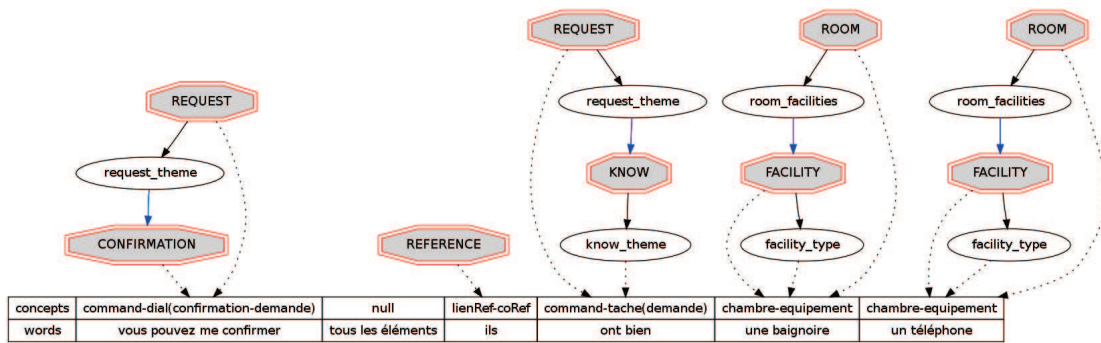 REQUEST ROOM ROOM
REQUEST request_theme room_facilities room_facilities
request_theme KNOW FACILITY FACILITY
CONFIRMATION REFERENCE know_theme facility_type facility_type
concepts command-dial(confirmation-demande) null lienRef-coRef command-tache(demande) chambre-equipement chambre-equipement
words vous pouvez me confirmer tous les éléments ils ont bien une baignoire un téléphone